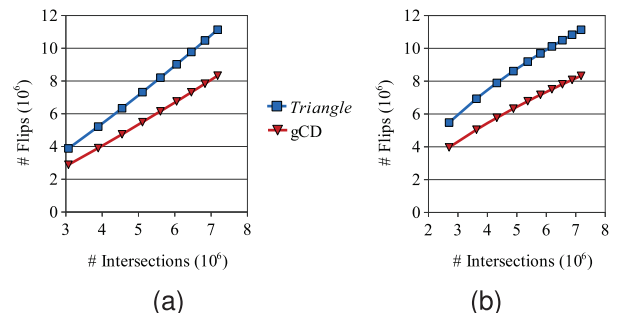 12
10
8
6
4
2
0
# Flips (10⁶)
3 4 5 6 7 8
# Intersections (10⁶)
(a)
Triangle
gCD
12
10
8
6
4
2
0
# Flips (10⁶)
2 3 4 5 6 7 8
# Intersections (10⁶)
(b)